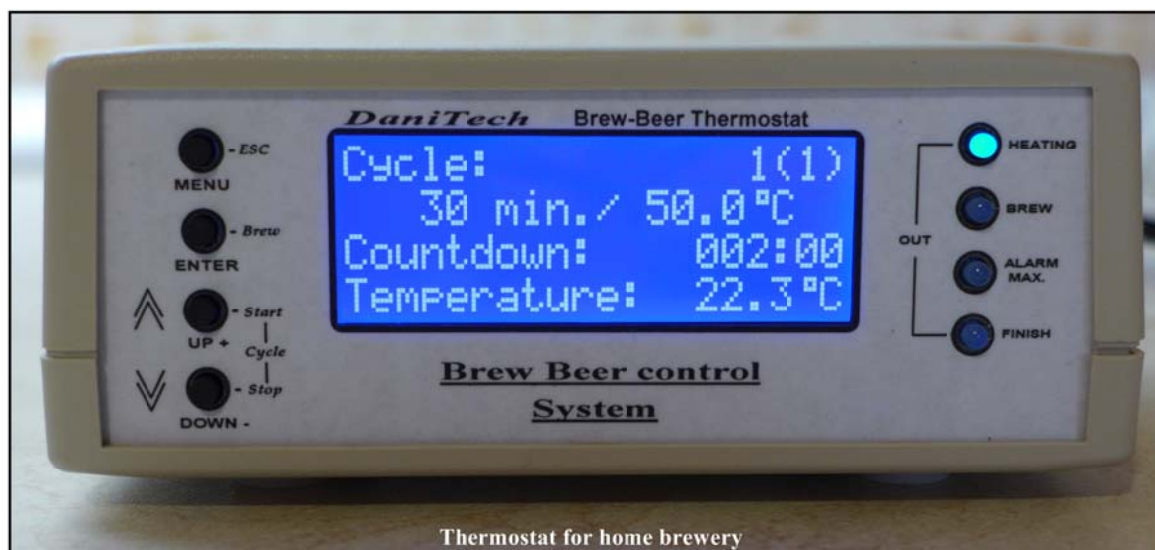 DaniTech Brew-Beer Thermostat
- ESC
MENU
- Brew
ENTER
- Start
UP +
Cycle
- Stop
DOWN -
Cycle: 1(1)
30 min./ 50.0°C
Countdown: 002:00
Temperature: 22.3°C
Brew Beer control
System
HEATING
BREW
OUT
ALARM
MAX.
FINISH
Thermostat for home brewery